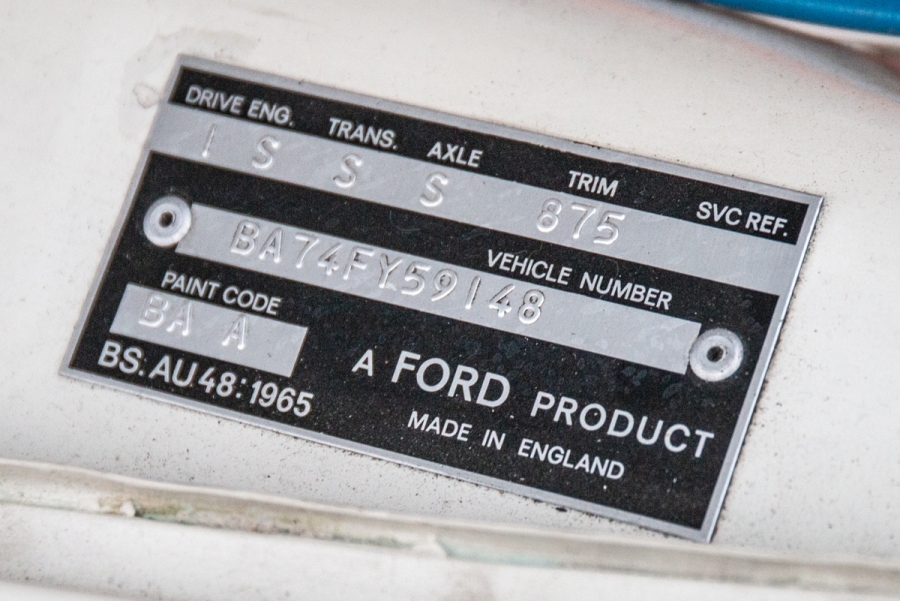 DRIVE ENG. TRANS. AXLE TRIM SVC REF.
1 S S S 875
VEHICLE NUMBER
BA74FY59148
PAINT CODE
BA A
BS: AU 48: 1965
A FORD PRODUCT
MADE IN ENGLAND